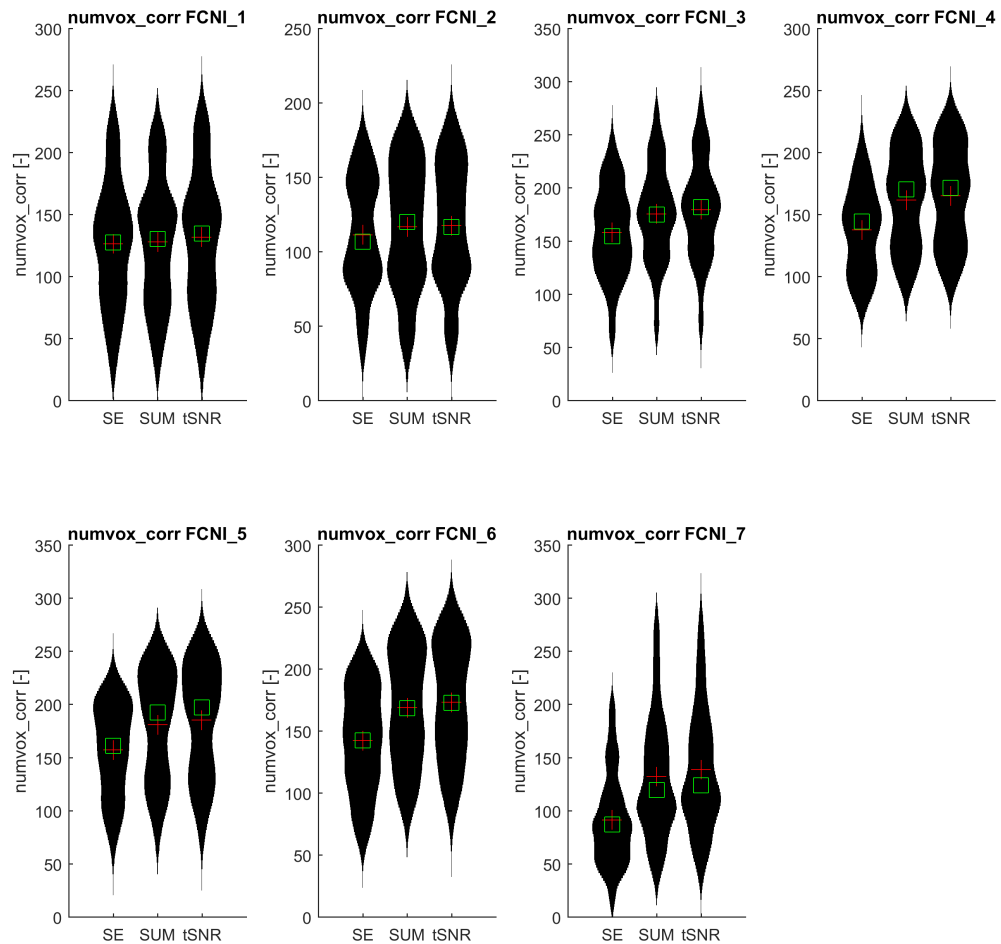 numvox_corr FCNI_1
numvox_corr [-]
300
250
200
150
100
50
0
SE SUM tSNR
numvox_corr FCNI_2
numvox_corr [-]
250
200
150
100
50
0
SE SUM tSNR
numvox_corr FCNI_3
numvox_corr [-]
350
300
250
200
150
100
50
0
SE SUM tSNR
numvox_corr FCNI_4
numvox_corr [-]
300
250
200
150
100
50
0
SE SUM tSNR
numvox_corr FCNI_5
numvox_corr [-]
350
300
250
200
150
100
50
0
SE SUM tSNR
numvox_corr FCNI_6
numvox_corr [-]
300
250
200
150
100
50
0
SE SUM tSNR
numvox_corr FCNI_7
numvox_corr [-]
350
300
250
200
150
100
50
0
SE SUM tSNR